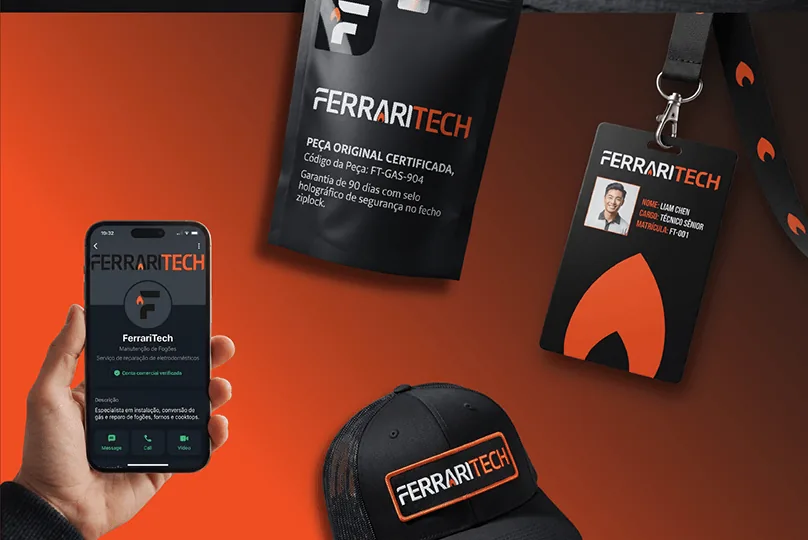 FERRARITECH
PEÇA ORIGINAL CERTIFICADA,
Código da Peça: FT-GAS-904
Garantia de 90 dias com selo
holográfico de segurança no fecho
ziplock.
FERRARITECH
NOME: LIAM CHEN
CARGO: TÉCNICO SÊNIOR
MATRÍCULA: FT-001
19:33
FERRARITECH
FerrariTech
Manutenção de Fogões
Serviço de reparação de eletrodomésticos
Conta comercial verificada
Descrição
Especialista em instalação, conversão de
gás e reparo de fogões, fornos e cooktops.
Message Call Video
FERRARITECH